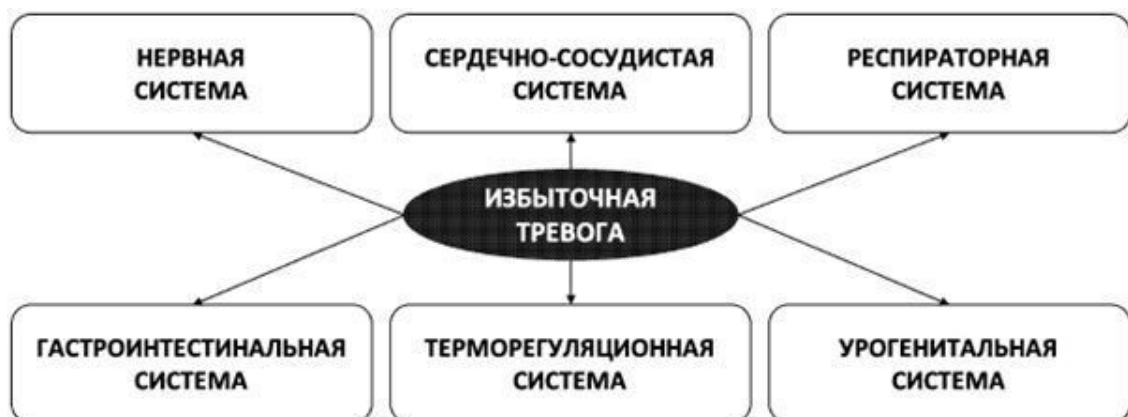 НЕРВНАЯ
СИСТЕМА
СЕРДЕЧНО-СОСУДИСТАЯ
СИСТЕМА
РЕСПИРАТОРНАЯ
СИСТЕМА
ИЗБЫТОЧНАЯ
ТРЕВОГА
ГАСТРОИНТЕСТИНАЛЬНАЯ
СИСТЕМА
ТЕРМОРЕГУЛЯЦИОННАЯ
СИСТЕМА
УРОГЕНИТАЛЬНАЯ
СИСТЕМА